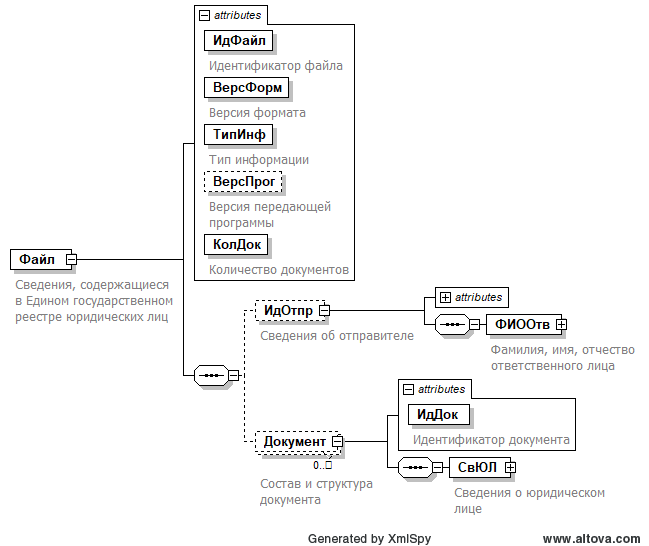 attributes
ИдФайл
Идентификатор файла
ВерсФорм
Версия формата
ТипИнф
Тип информации
ВерсПрог
Версия передающей
программы
КолДок
Количество документов
Файл
Сведения, содержащиеся
в Едином государственном
реестре юридических лиц
ИдОтпр
Сведения об отправителе
attributes
ФИООтв
Фамилия, имя, отчество
ответственного лица
Документ
0..□
Состав и структура
документа
attributes
ИдДок
Идентификатор документа
СвЮЛ
Сведения о юридическом
лице
Generated by XmlSpy
www.altova.com